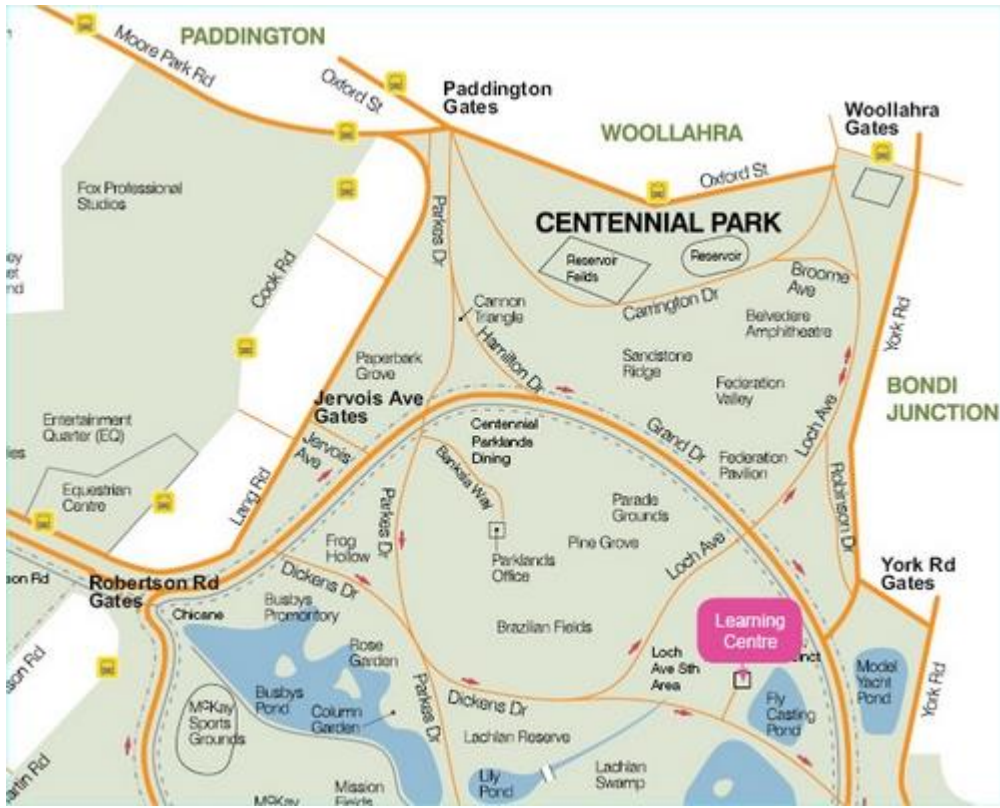 PADDINGTON
Moore Park Rd
Oxford St
Paddington
Gates
WOOLLAHRA
Woollahra
Gates
Oxford St
Fox Professional
Studios
Parkes Dr
CENTENNIAL PARK
Reservoir
Feilds
Reservoir
Broome
Ave
Carrington Dr
Cook Rd
Cannon
Triangle
Belvedere
Amphitheatre
York Rd
Hamilton Dr
Sandstone
Ridge
Paperbark
Grove
Federation
Valley
BONDI
JUNCTION
Jervois Ave
Gates
Entertainment
Quarter (EQ)
Jervois
Ave
Centennial
Parklands
Dining
Grand Dr
Loch Ave
Federation
Pavilion
Banksia Way
Equestrian
Centre
Lang Rd
Parkes Dr
Parade
Grounds
Robinson Dr
Frog
Hollow
Pine Grove
Parklands
Office
Loch Ave
York Rd
Gates
Robertson Rd
Gates
Dickens Dr
Chicane
Busbys
Promontory
Brazilian Fields
Learning
Centre
Rose
Garden
Loch
Ave Sth
Area
Model
Yacht
Pond
Busbys
Pond
Column
Garden
Parkes Dr
Dickens Dr
Fly
Casting
Pond
York Rd
McKay
Sports
Grounds
Lachlan Reserve
Lily
Pond
Lachlan
Swamp
Mission
Fields
McKay